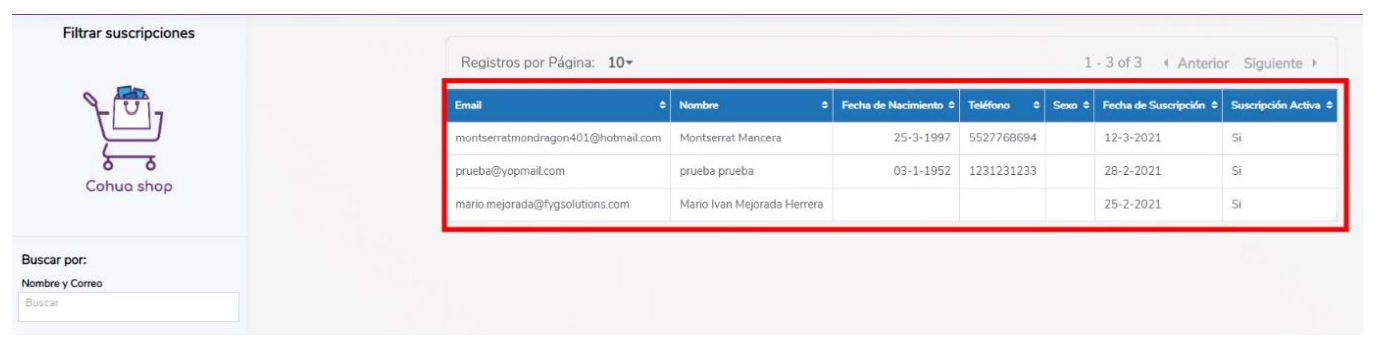 Filtrar suscripciones
Cohua shop
Buscar por:
Nombre y Correo
Buscar
Registros por Página: 10 1 - 3 of 3 Anterior Siguiente
Email Nombre Fecha de Nacimiento Teléfono Sexo Fecha de Suscripción Suscripción Activa
montserratmondragon401@hotmail.com Montserrat Mancera 25-3-1997 5527768694 12-3-2021 Si
prueba@yopmail.com prueba prueba 03-1-1952 1231231233 28-2-2021 Si
mario.mejorada@fygsolutions.com Mario Ivan Mejorada Herrera 25-2-2021 Si